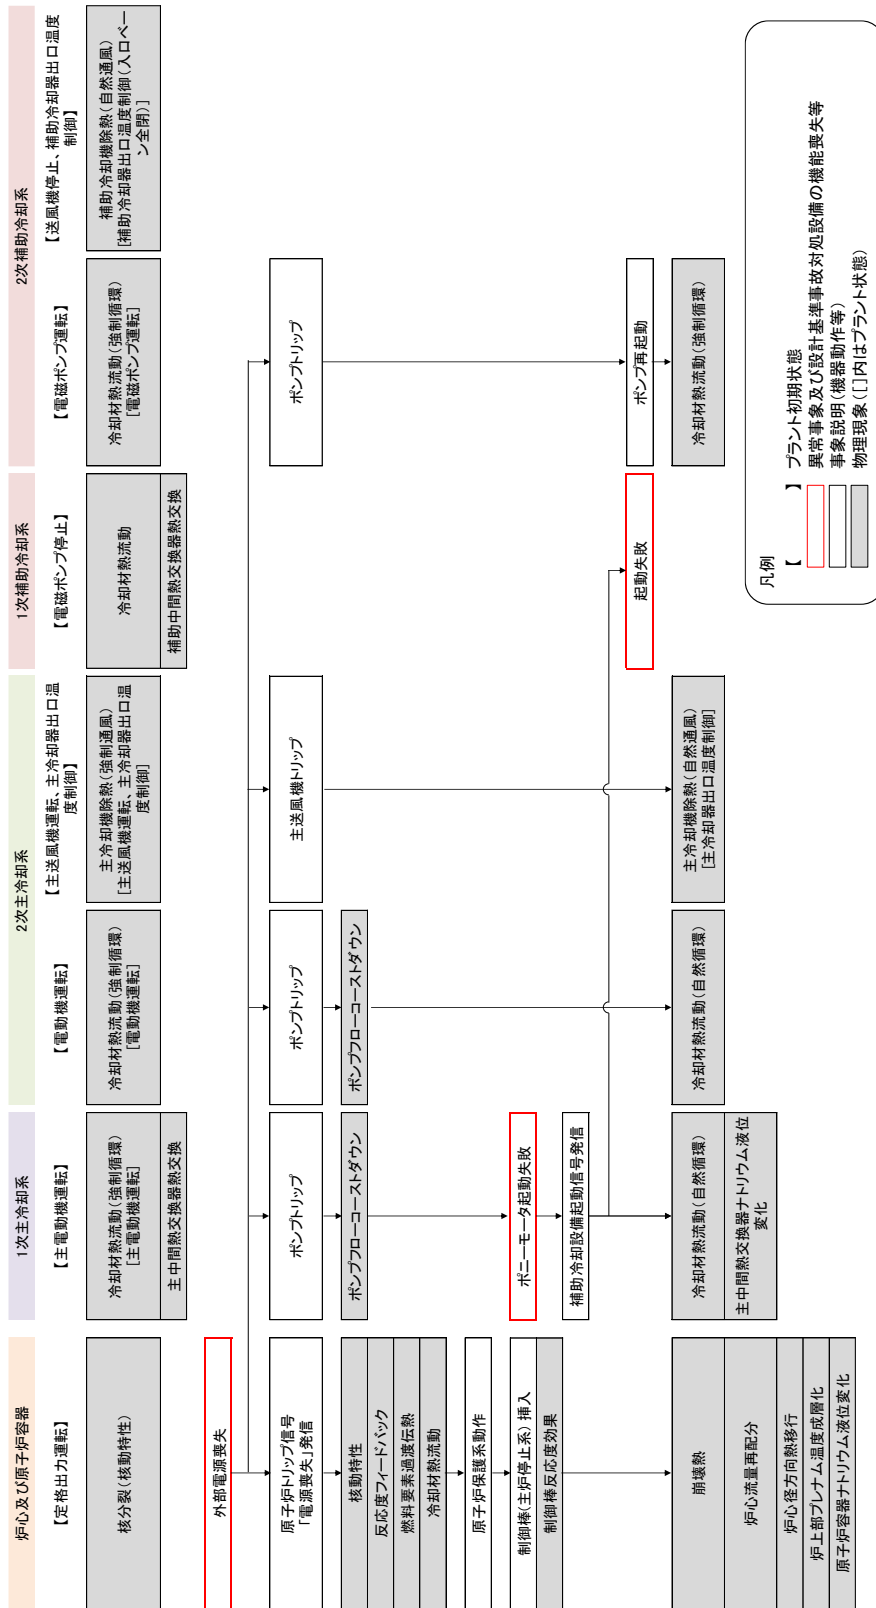 炉心及び原子炉容器
1次主冷却系
2次主冷却系
1次補助冷却系
2次補助冷却系
【定格出力運転】
【主電動機運転】
【電動機運転】
【主送風機運転、主冷却器出口温
度制御】
【電磁ポンプ停止】
【電磁ポンプ運転】
【送風機停止、補助冷却器出口温度
制御】
核分裂(核動特性)
冷却材熱流動(強制循環)
[主電動機運転]
主中間熱交換器熱交換
冷却材熱流動(強制循環)
[電動機運転]
主冷却機除熱(強制通風)
[主送風機運転、主冷却器出口温
度制御]
冷却材熱流動
補助中間熱交換器熱交換
冷却材熱流動(強制循環)
[電磁ポンプ運転]
補助冷却機除熱(自然通風)
[補助冷却器出口温度制御(入口ベー
ン全閉)]
外部電源喪失
原子炉トリップ信号
「電源喪失」発信
ポンプトリップ
ポンプトリップ
主送風機トリップ
ポンプトリップ
核動特性
反応度フィードバック
燃料要素過渡伝熱
冷却材熱流動
ポンプフローコーストダウン
ポンプフローコーストダウン
原子炉保護系動作
制御棒(主炉停止系)挿入
制御棒反応度効果
ポニーモータ起動失敗
補助冷却設備起動信号発信
起動失敗
ポンプ再起動
崩壊熱
炉心流量再配分
炉心径方向熱移行
炉上部プレナム温度成層化
原子炉容器ナトリウム液位変化
冷却材熱流動(自然循環)
主中間熱交換器ナトリウム液位
変化
冷却材熱流動(自然循環)
主冷却機除熱(自然通風)
[主冷却器出口温度制御]
冷却材熱流動(強制循環)
凡例
【 】 プラント初期状態
異常事象及び設計基準事故対処設備の機能喪失等
事象説明(機器動作等)
物理現象([]内はプラント状態)